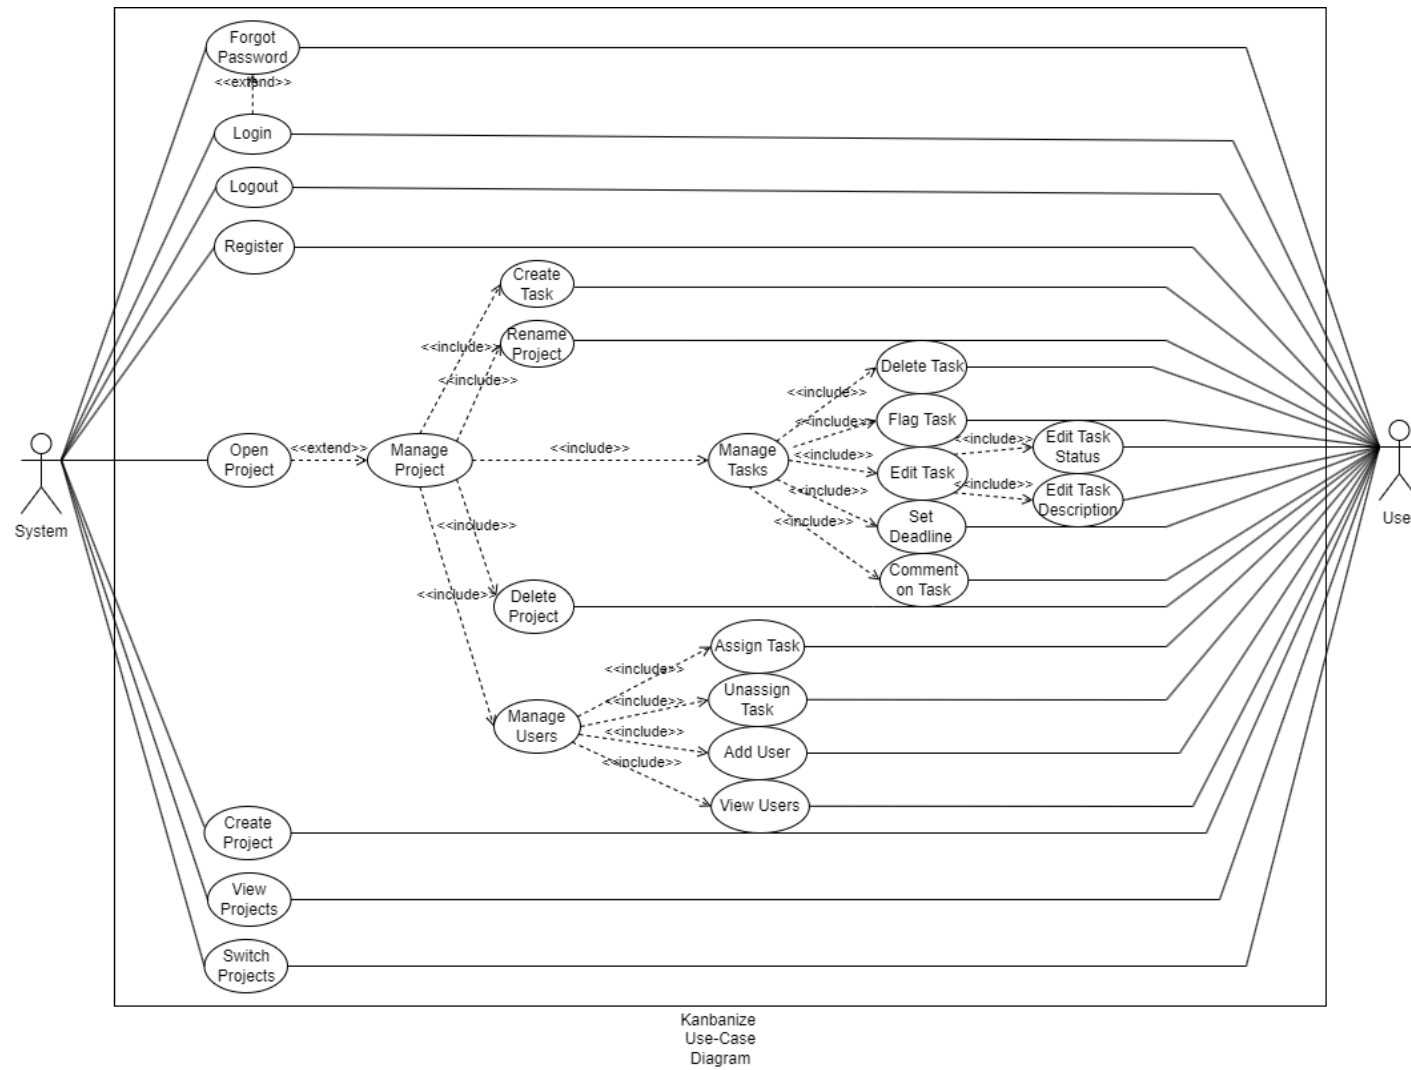 Forgot
Password
<<extend>>
Login
Logout
Register
Create
Task
<<include>>
Rename
Project
<<include>>
Delete Task
<<include>>
Flag Task
<<include>>
Open
Project
<<extend>>
Manage
Project
<<include>>
Manage
Tasks
<<include>>
Edit Task
<<include>>
Edit Task
Status
<<include>>
Edit Task
Description
<<include>>
Set
Deadline
<<include>>
Comment
on Task
System
Use
<<include>>
Delete
Project
<<include>>
Manage
Users
<<include>>
Assign Task
<<include>>
Unassign
Task
<<include>>
Add User
<<include>>
View Users
Create
Project
View
Projects
Switch
Projects
Kanbanize
Use-Case
Diagram